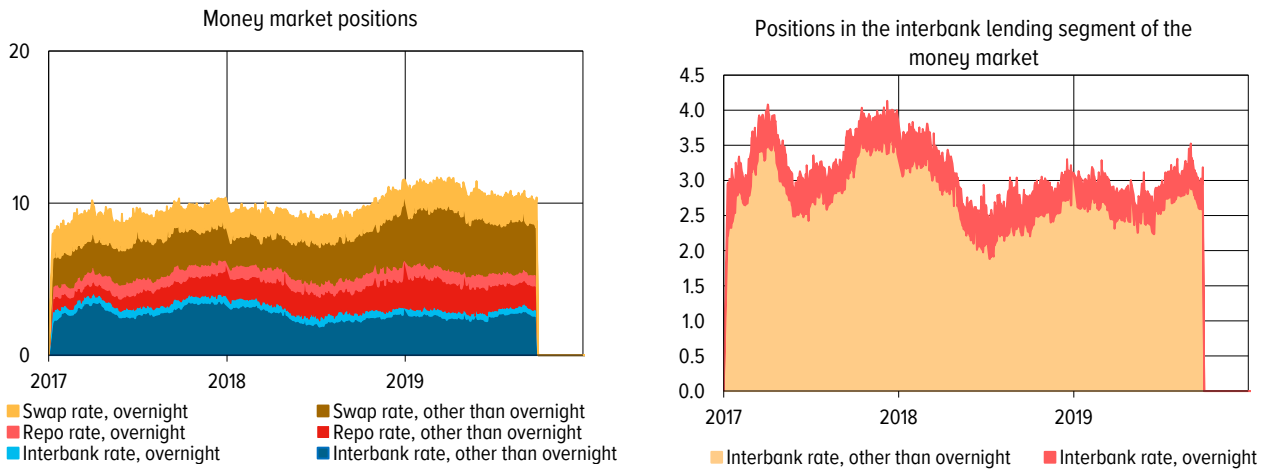 Money market positions
20
10
0
2017 2018 2019
Swap rate, overnight Swap rate, other than overnight
Repo rate, overnight Repo rate, other than overnight
Interbank rate, overnight Interbank rate, other than overnight
Positions in the interbank lending segment of the
money market
4.5
4.0
3.5
3.0
2.5
2.0
1.5
1.0
0.5
0.0
2017 2018 2019
Interbank rate, other than overnight Interbank rate, overnight